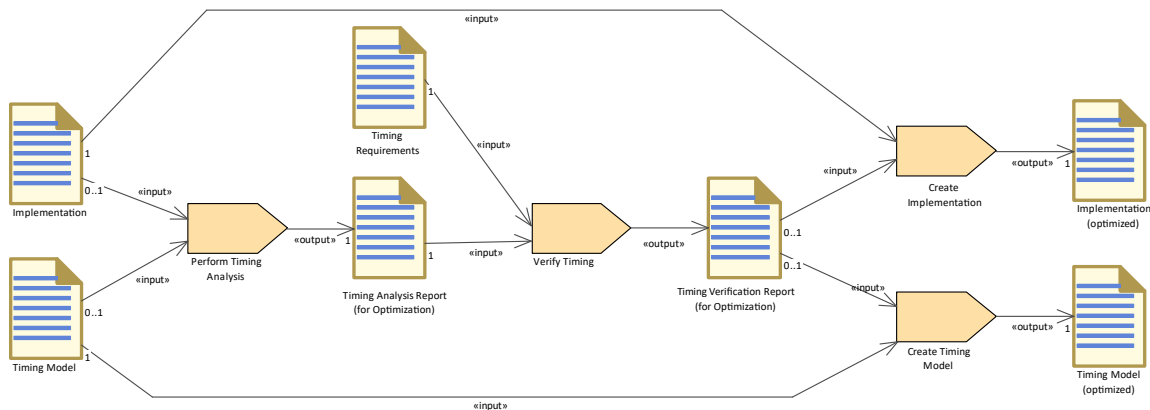 «input»
1
Timing
Requirements
1
Implementation
0..1
«input»
«input»
Create
Implementation
«output»
1
Implementation
(optimized)
«input»
Perform Timing
Analysis
«output»
1
1
«input»
Verify Timing
«output»
0..1
«input»
0..1
«input»
Timing Analysis Report
(for Optimization)
Timing Verification Report
(for Optimization)
«input»
0..1
Timing Model
1
Create Timing
Model
«output»
1
Timing Model
(optimized)
«input»